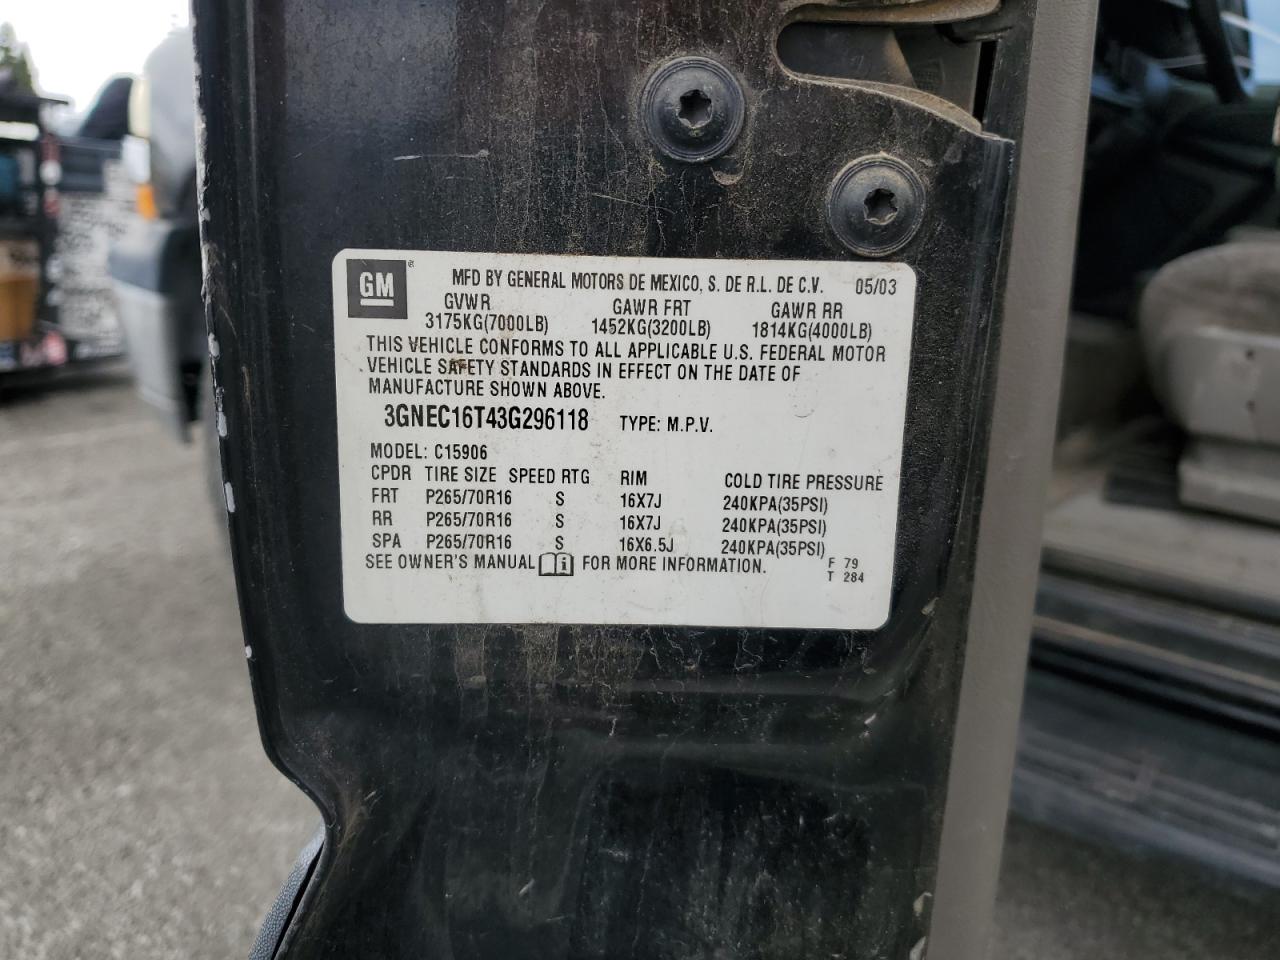 GM ® MFD BY GENERAL MOTORS DE MEXICO, S. DE R.L. DE C.V. 05/03
GVWR GAWR FRT GAWR RR
3175KG(7000LB) 1452KG(3200LB) 1814KG(4000LB)
THIS VEHICLE CONFORMS TO ALL APPLICABLE U.S. FEDERAL MOTOR
VEHICLE SAFETY STANDARDS IN EFFECT ON THE DATE OF
MANUFACTURE SHOWN ABOVE.
3GNEC16T43G296118 TYPE: M.P.V.
MODEL: C15906
CPDR TIRE SIZE SPEED RTG RIM COLD TIRE PRESSURE
FRT P265/70R16 S 16X7J 240KPA(35PSI)
RR P265/70R16 S 16X7J 240KPA(35PSI)
SPA P265/70R16 S 16X6.5J 240KPA(35PSI)
SEE OWNER'S MANUAL i FOR MORE INFORMATION. F 79
T 284